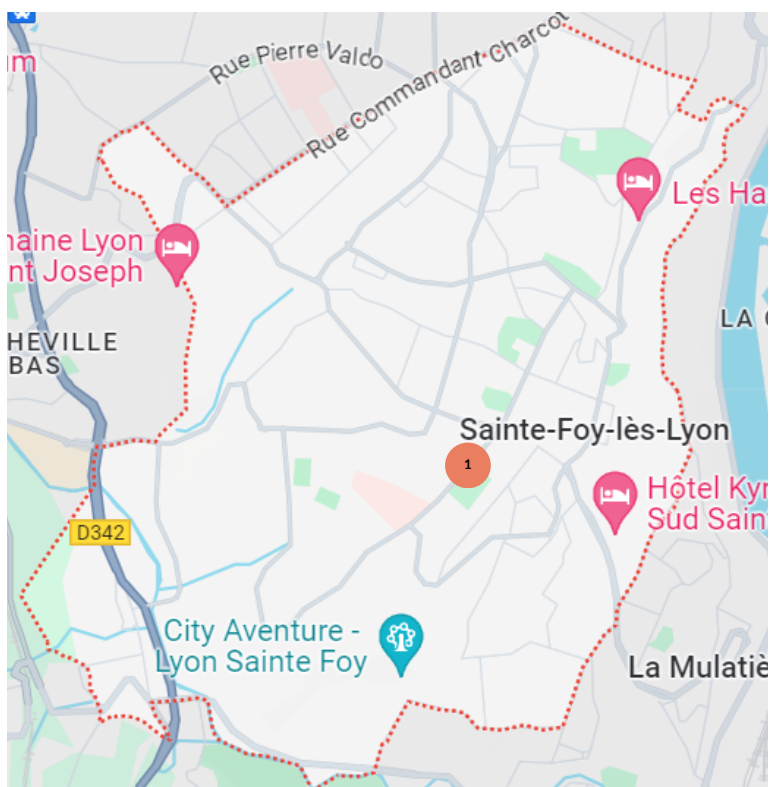 Rue Pierre Valdo
Rue Commandant Charcot
um
Les Ha
naine Lyon
nt Joseph
HEVILLE
BAS
LA
Sainte-Foy-lès-Lyon
1
Hôtel Kyr
Sud Saint
D342
City Aventure -
Lyon Sainte Foy
La Mulatiè